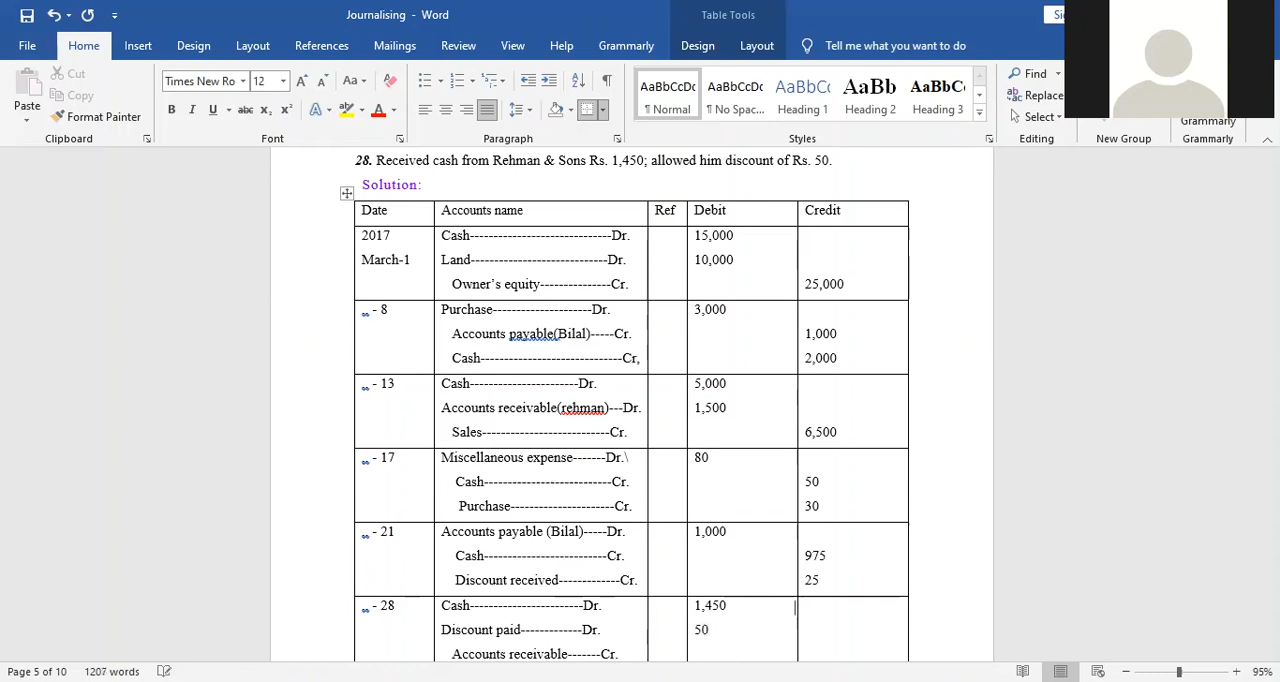 Journalising - Word
Table Tools
File Home Insert Design Layout References Mailings Review View Help Grammarly Design Layout Tell me what you want to do
Paste
Cut
Copy
Format Painter
Clipboard
Times New Ro 12
Font
Paragraph
AaBbCcDc AaBbCcDc AaBbC AaBb AaBbC
¶ Normal ¶ No Spac... Heading 1 Heading 2 Heading 3
Styles
Find
Replace
Select
Editing
Grammarly
New Group Grammarly
28. Received cash from Rehman & Sons Rs. 1,450; allowed him discount of Rs. 50.
Solution:
Date Accounts name Ref Debit Credit
2017 Cash------------------------------Dr. 15,000
March-1 Land-----------------------------Dr. 10,000
Owner's equity---------------Cr. 25,000
,, - 8 Purchase---------------------Dr. 3,000
Accounts payable(Bilal)-----Cr. 1,000
Cash------------------------------Cr, 2,000
,, - 13 Cash-----------------------Dr. 5,000
Accounts receivable(rehman)---Dr. 1,500
Sales---------------------------Cr. 6,500
,, - 17 Miscellaneous expense-------Dr.\ 80
Cash---------------------------Cr. 50
Purchase----------------------Cr. 30
,, - 21 Accounts payable (Bilal)-----Dr. 1,000
Cash--------------------------Cr. 975
Discount received-------------Cr. 25
,, - 28 Cash------------------------Dr. 1,450
Discount paid-------------Dr. 50
Accounts receivable-------Cr.
Page 5 of 10 1207 words 95%